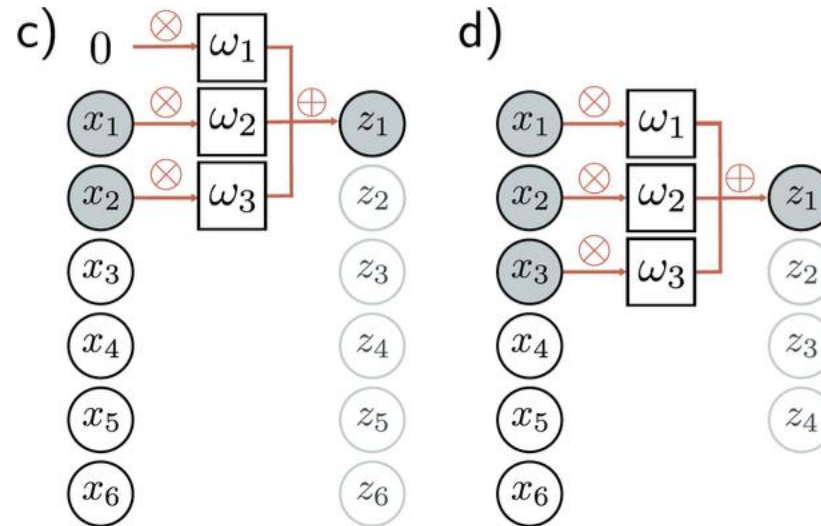 c)
0 ⊗ ω₁
x₁ ⊗ ω₂ ⊕ z₁
x₂ ⊗ ω₃ z₂
x₃ z₃
x₄ z₄
x₅ z₅
x₆ z₆
d)
x₁ ⊗ ω₁
x₂ ⊗ ω₂ ⊕ z₁
x₃ ⊗ ω₃ z₂
x₄ z₃
x₅ z₄
x₆